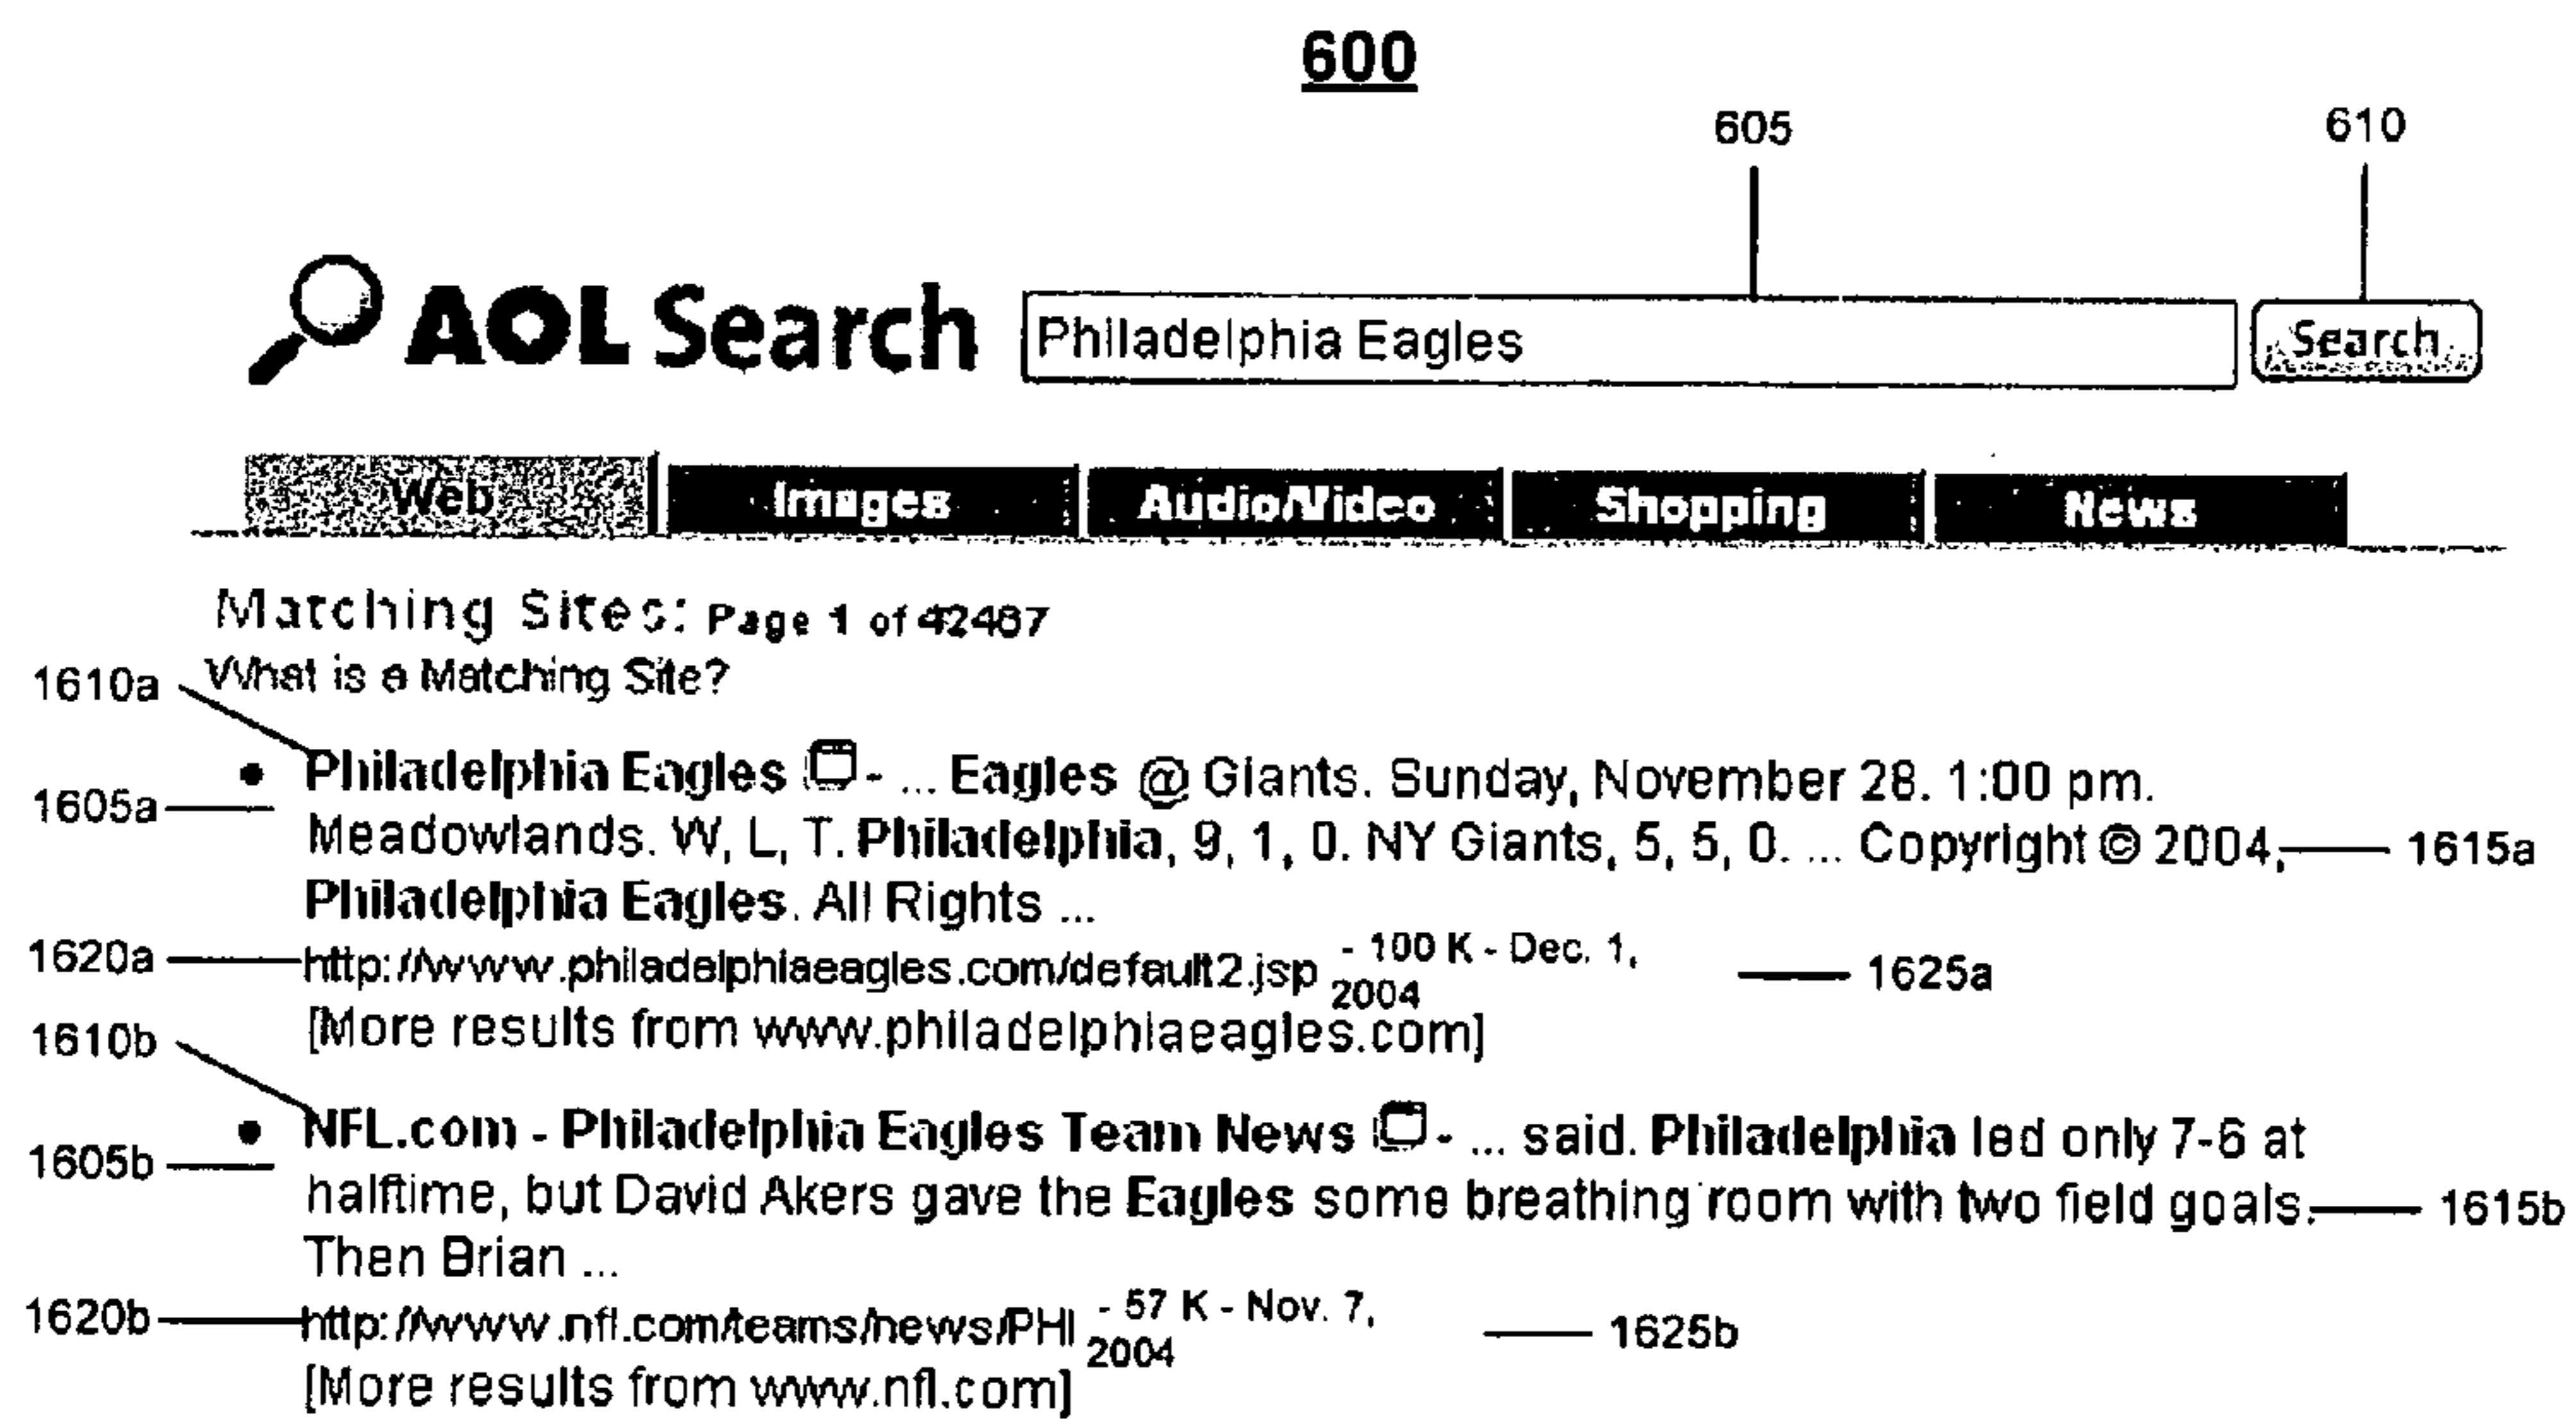 600
605 610
AOL Search Philadelphia Eagles Search
Web Images Audio/Video Shopping News
Matching Sites: Page 1 of 42467
1610a What is a Matching Site?
• Philadelphia Eagles - ... Eagles @ Giants. Sunday, November 28. 1:00 pm.
1605a Meadowlands. W, L, T. Philadelphia, 9, 1, 0. NY Giants, 5, 5, 0. ... Copyright © 2004, 1615a
Philadelphia Eagles. All Rights ...
1620a http://www.philadelphiaeagles.com/default2.jsp - 100 K - Dec. 1, 2004 1625a
[More results from www.philadelphiaeagles.com]
1610b
• NFL.com - Philadelphia Eagles Team News - ... said. Philadelphia led only 7-6 at
1605b halftime, but David Akers gave the Eagles some breathing room with two field goals. 1615b
Then Brian ...
1620b http://www.nfl.com/teams/news/PHI - 57 K - Nov. 7, 2004 1625b
[More results from www.nfl.com]